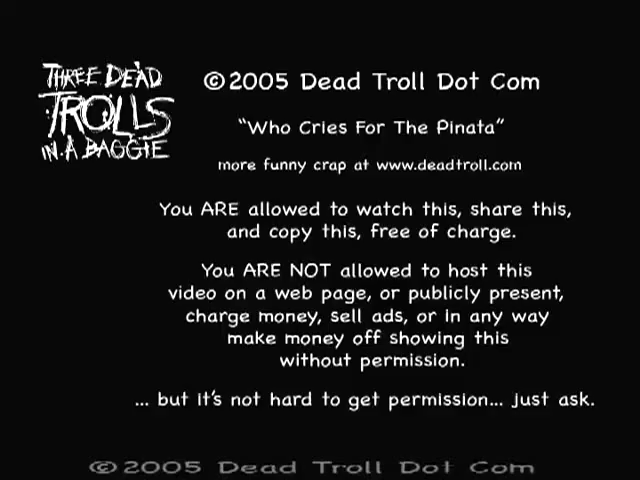 THREE DEAD
TROLLS
IN A BAGGIE
©2005 Dead Troll Dot Com
"Who Cries For The Pinata"
more funny crap at www.deadtroll.com
You ARE allowed to watch this, share this,
and copy this, free of charge.
You ARE NOT allowed to host this
video on a web page, or publicly present,
charge money, sell ads, or in any way
make money off showing this
without permission.
... but it's not hard to get permission... just ask.
©2005 Dead Troll Dot Com